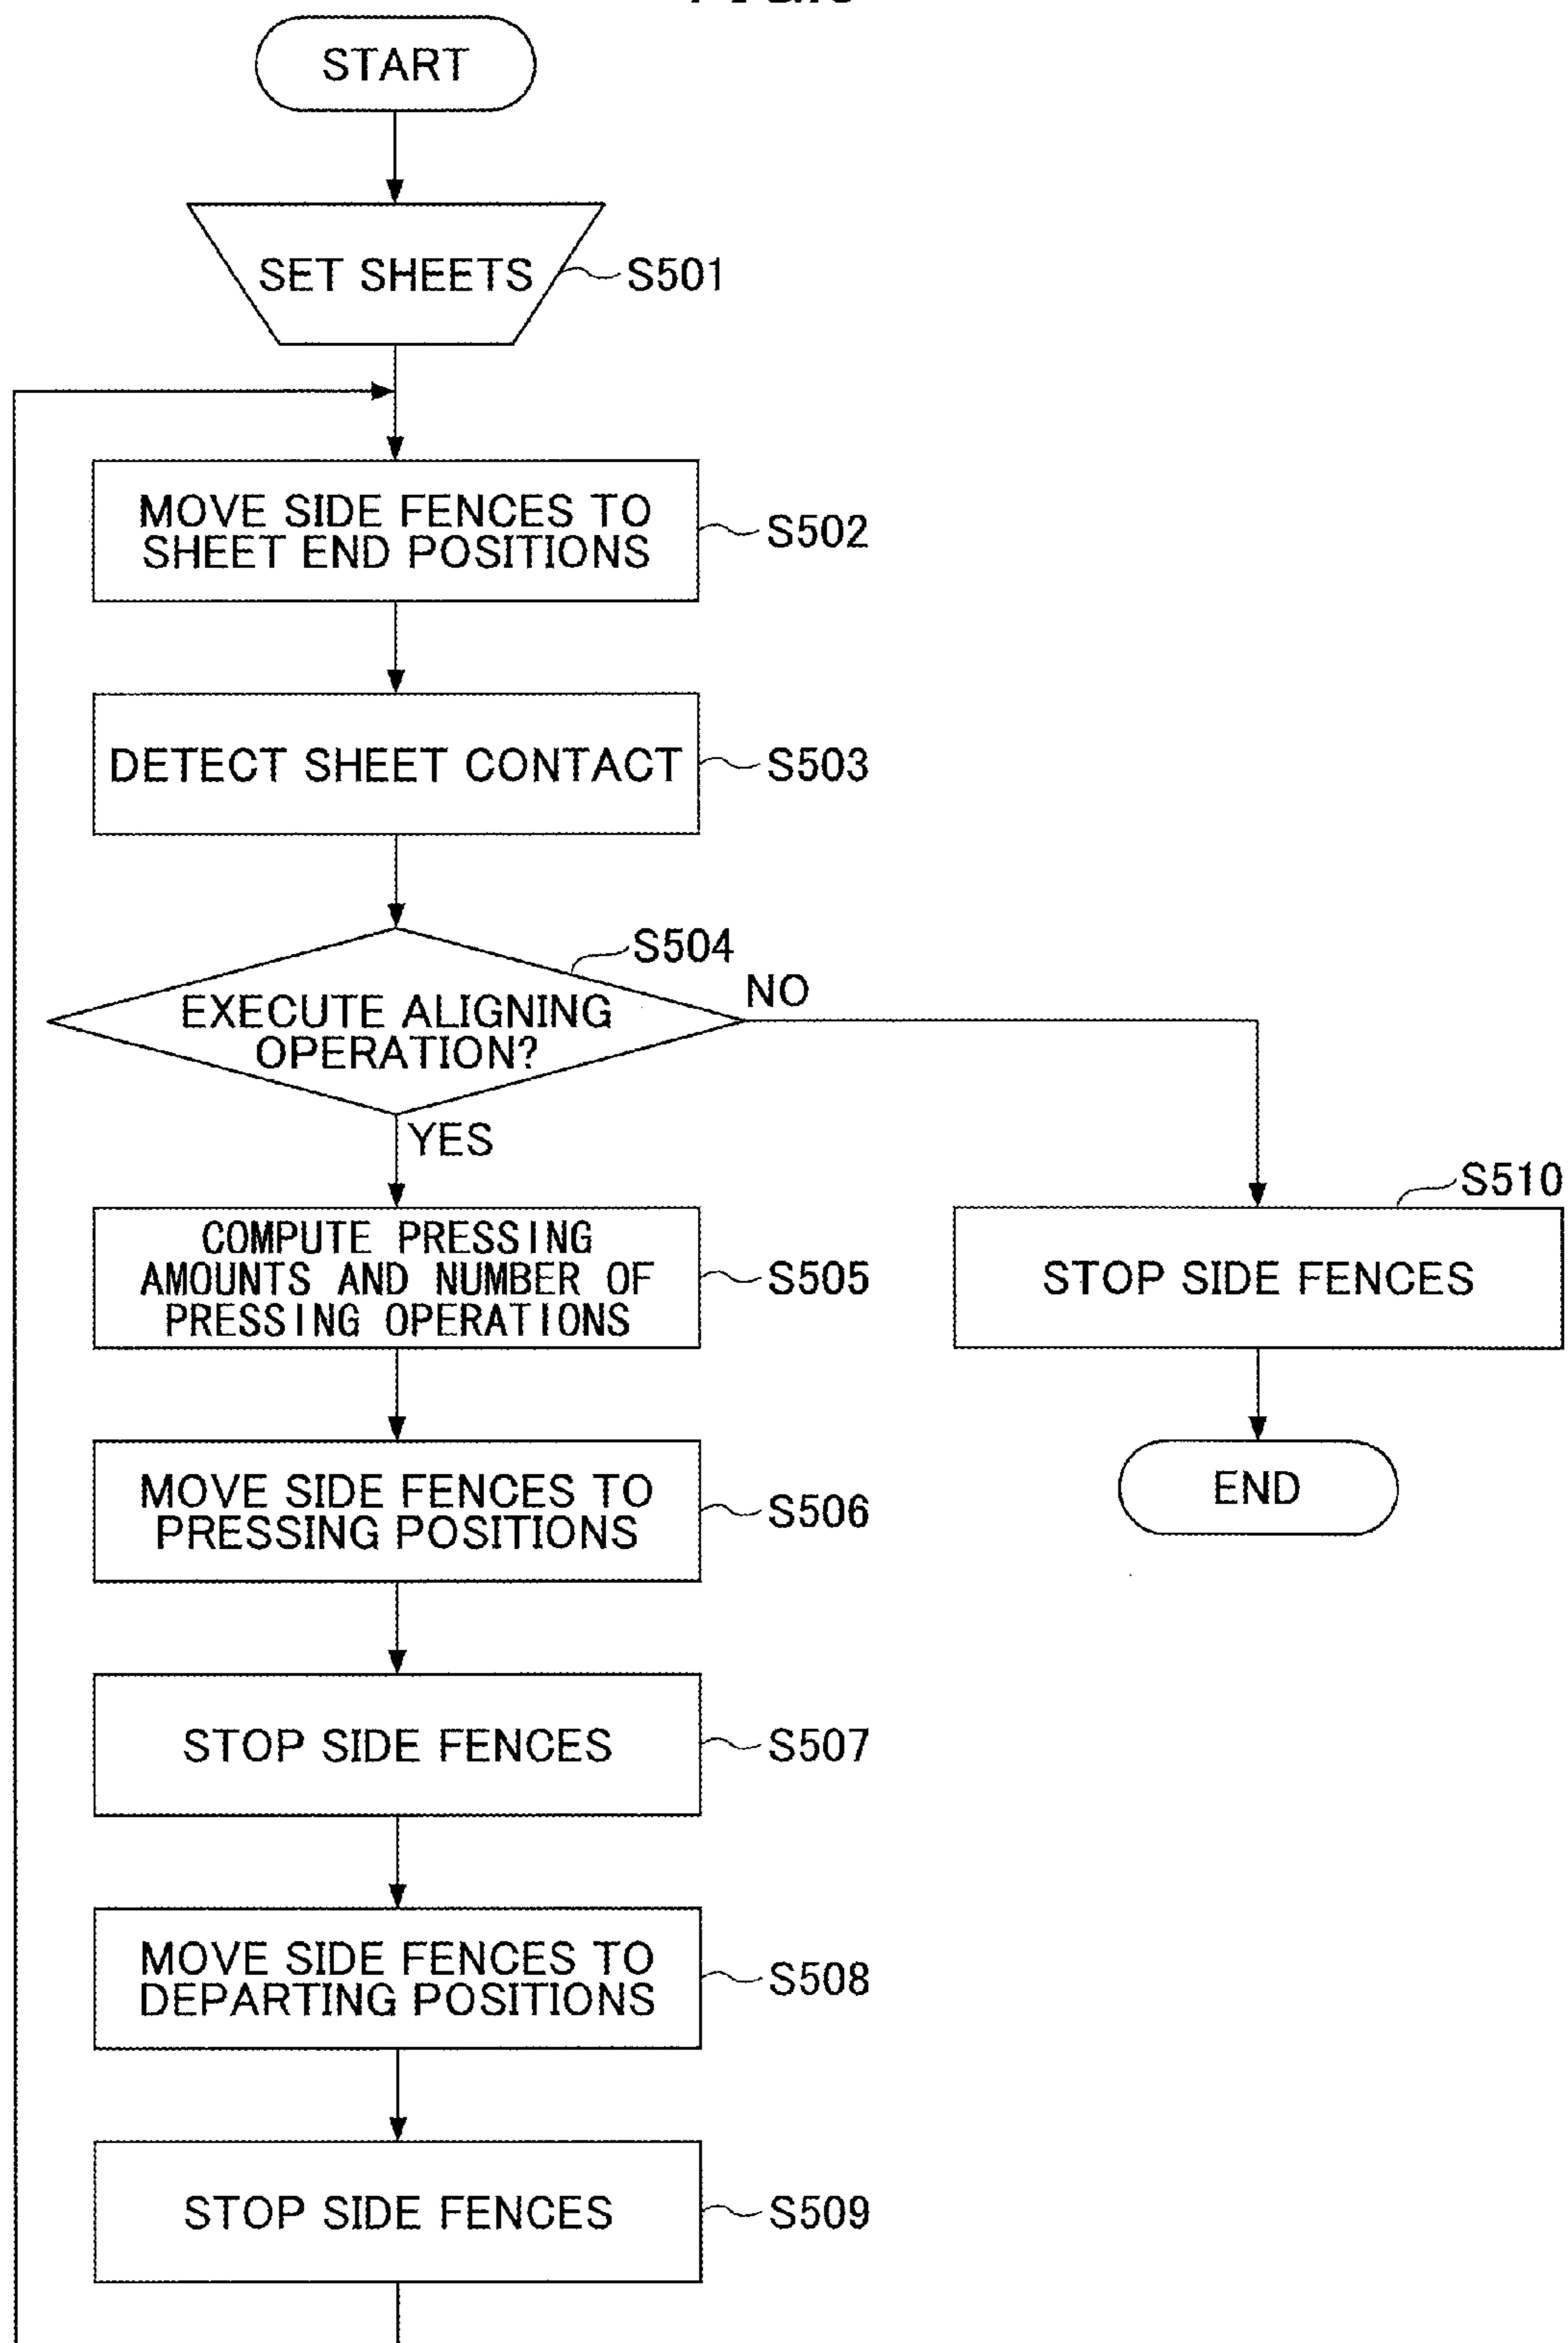 START
SET SHEETS
S501
MOVE SIDE FENCES TO
SHEET END POSITIONS
S502
DETECT SHEET CONTACT
S503
S504
EXECUTE ALIGNING
OPERATION?
NO
YES
COMPUTE PRESSING
AMOUNTS AND NUMBER OF
PRESSING OPERATIONS
S505
S510
STOP SIDE FENCES
MOVE SIDE FENCES TO
PRESSING POSITIONS
S506
END
STOP SIDE FENCES
S507
MOVE SIDE FENCES TO
DEPARTING POSITIONS
S508
STOP SIDE FENCES
S509